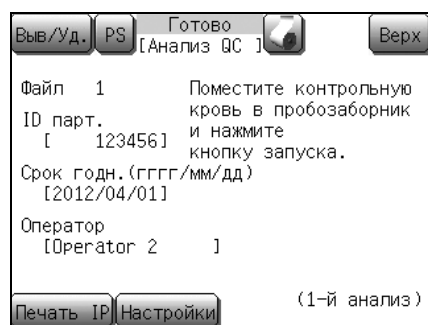 Выв/Уд. PS Готово Верх
[Анализ QC ]
Файл 1
Поместите контрольную
кровь в пробозаборник
и нажмите
кнопку запуска.
ID парт.
[ 123456]
Срок годн.(гггг/мм/дд)
[2012/04/01]
Оператор
[Operator 2 ]
(1-й анализ)
Печать IP Настройки